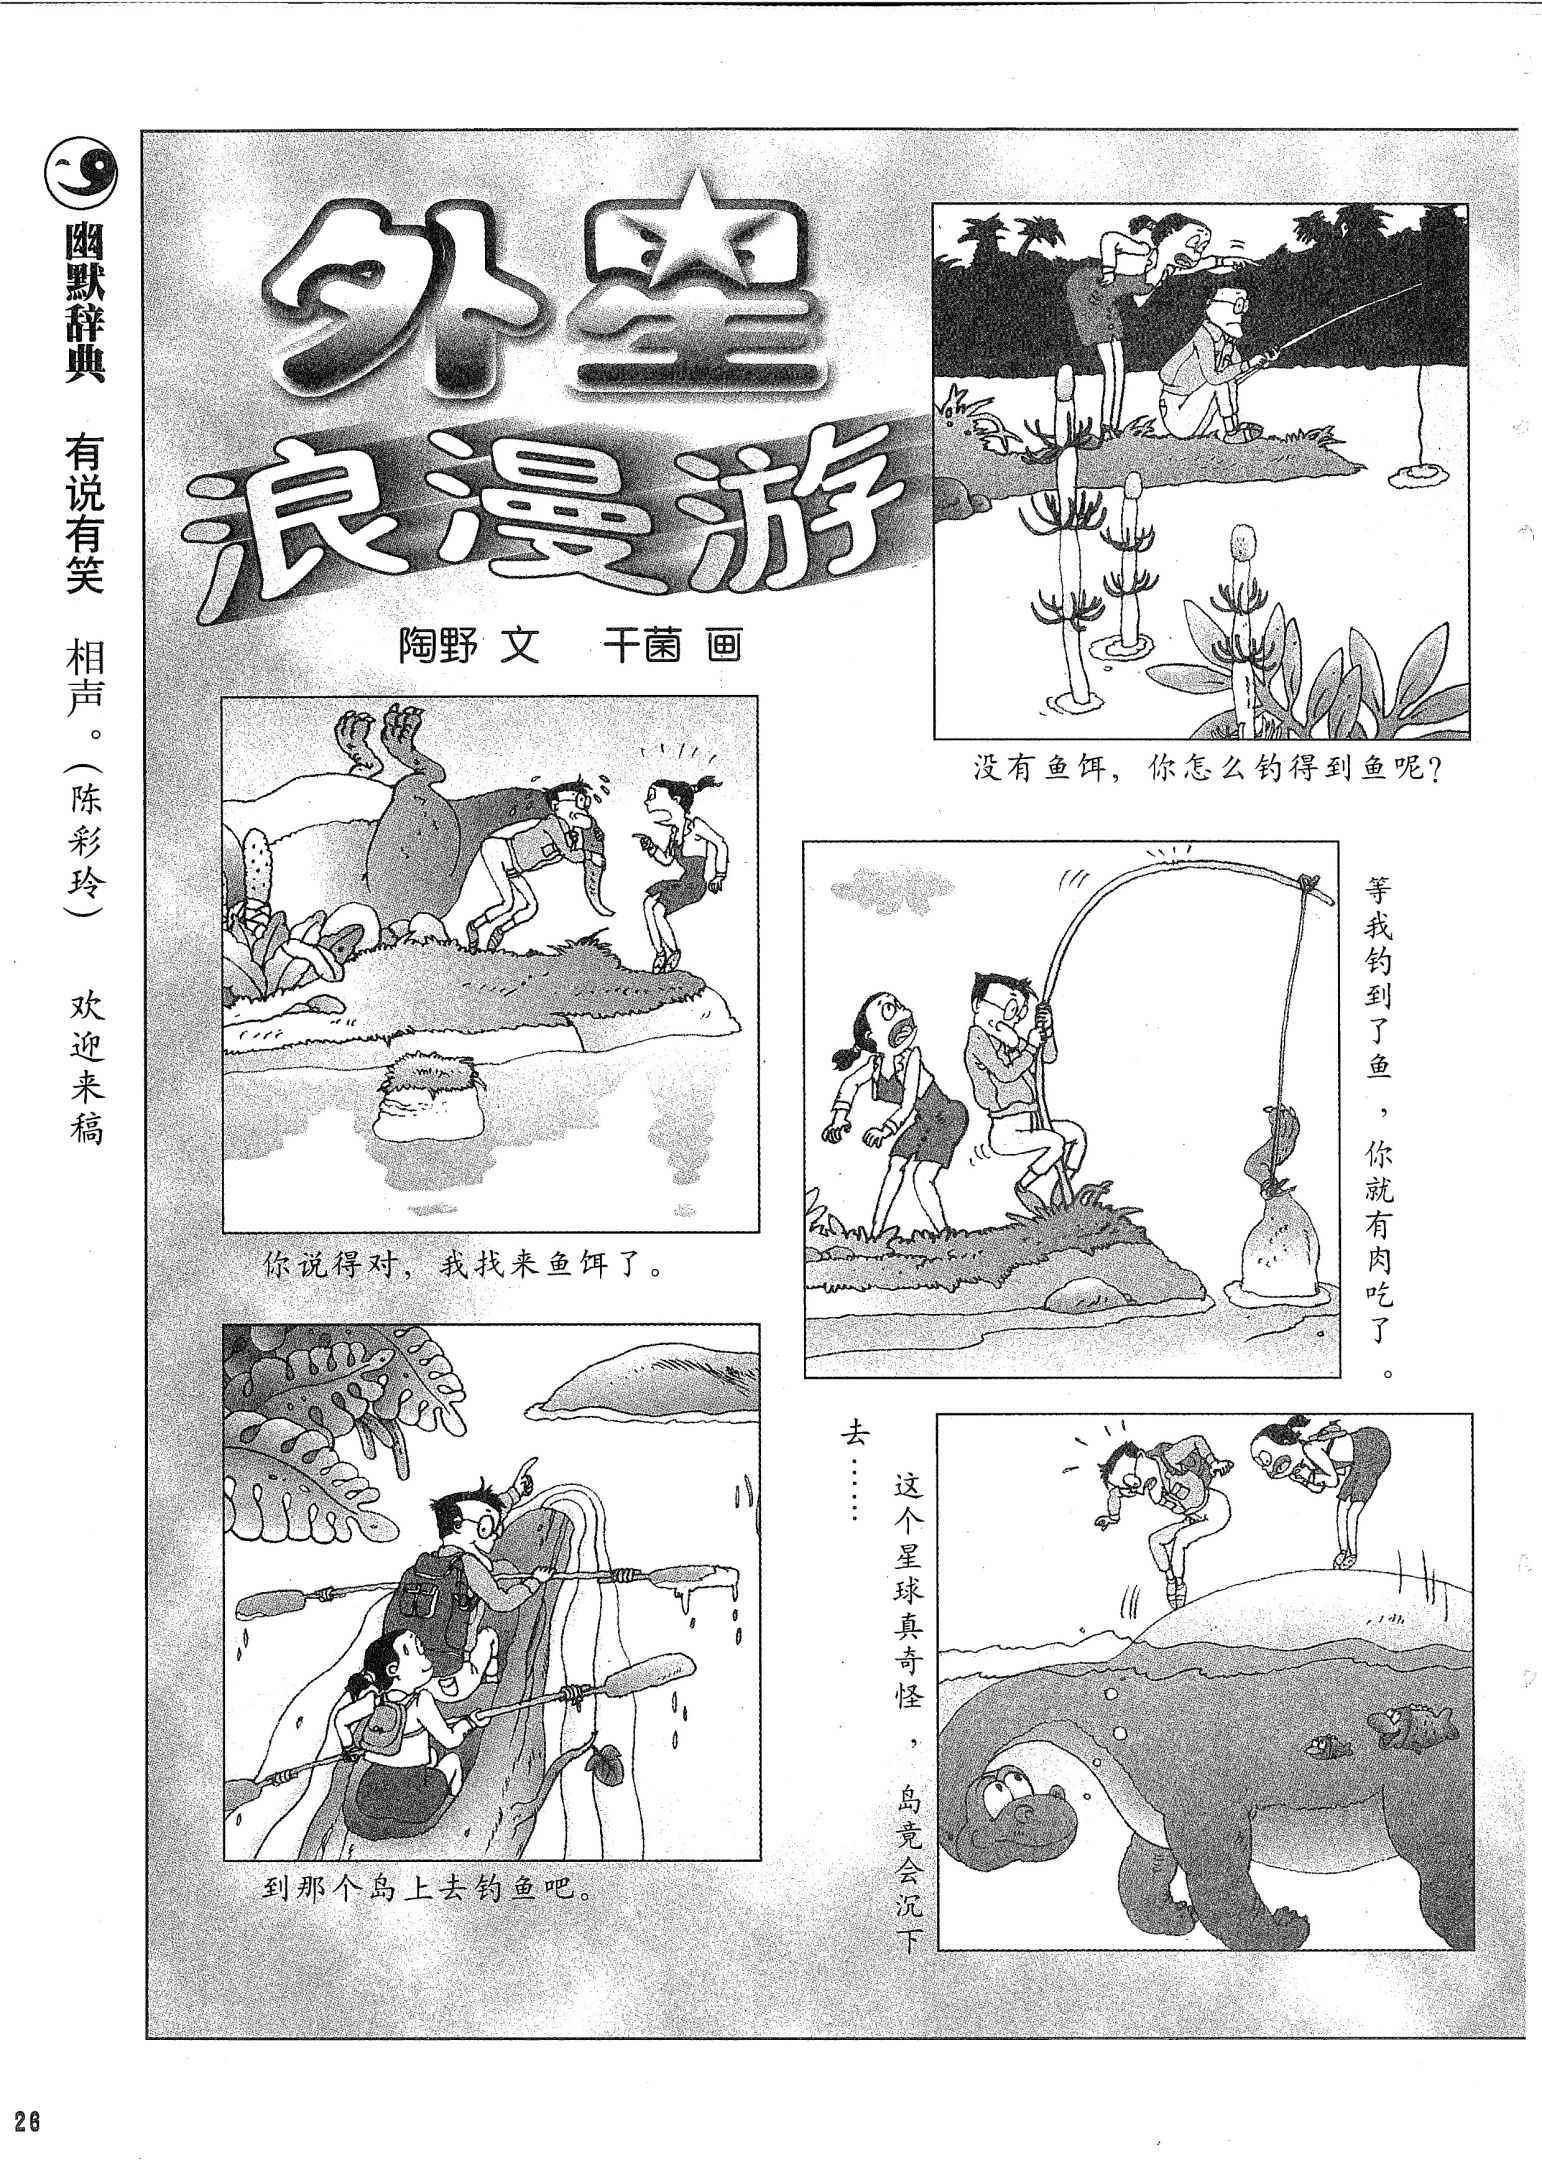 幽默辞典 有说有笑 相声。(陈彩玲) 欢迎来稿
外星
浪漫游
陶野 文 干菌 画
没有鱼饵,你怎么钓得到鱼呢?
你说得对,我找来鱼饵了。
等我钓到了鱼,你就有肉吃了。
到那个岛上去钓鱼吧。
这个星球真奇怪,岛竟会沉下
去……
26